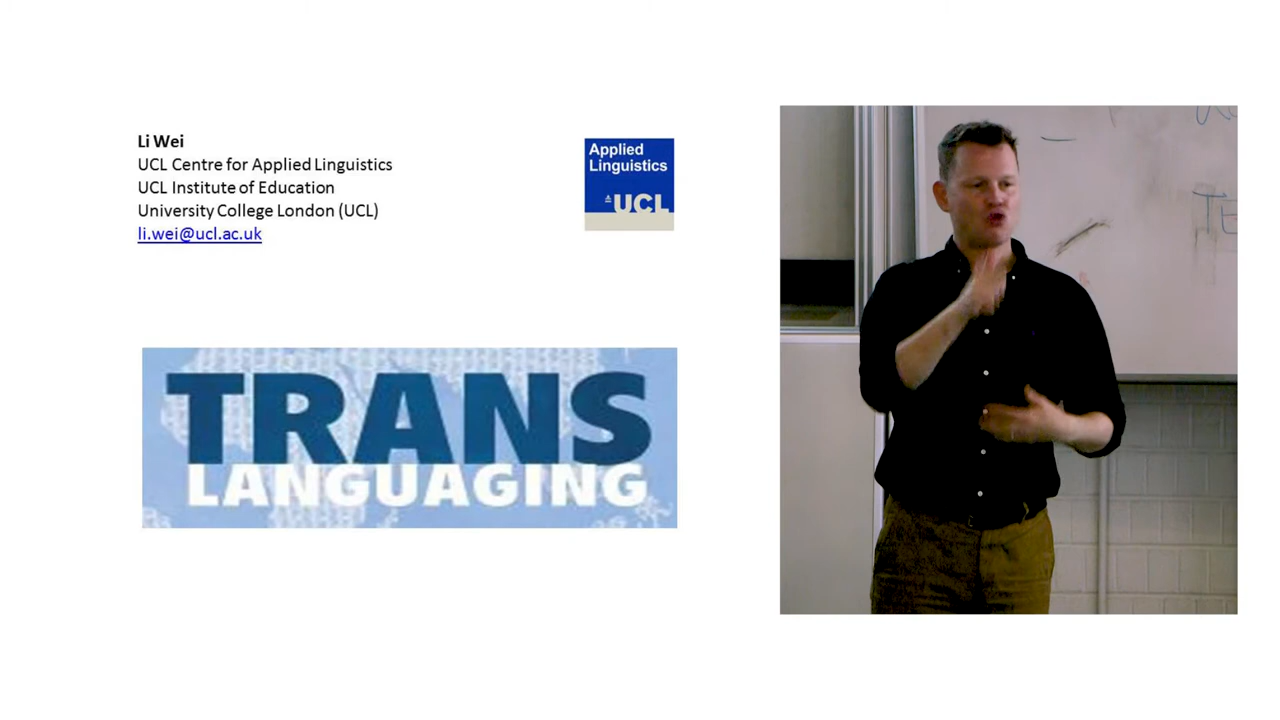 Li Wei
UCL Centre for Applied Linguistics
UCL Institute of Education
University College London (UCL)
li.wei@ucl.ac.uk
Applied
Linguistics
UCL
TRANS
LANGUAGING